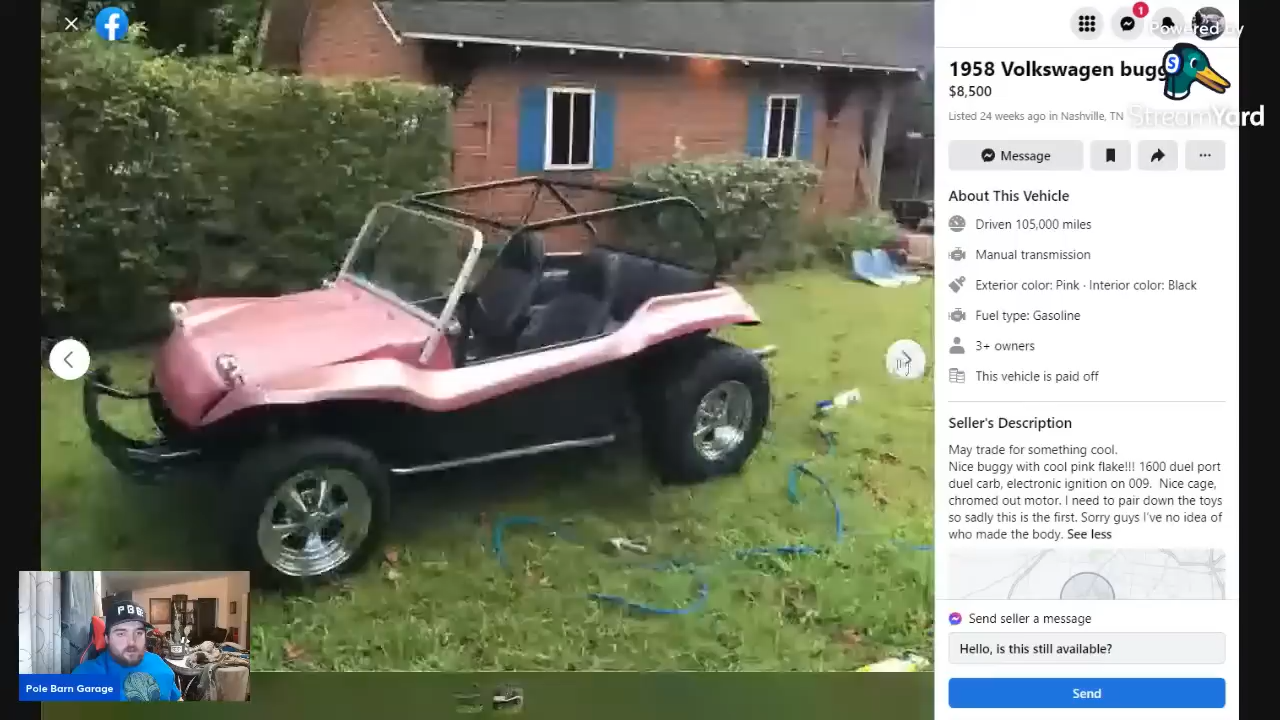 1
Powered by
1958 Volkswagen bugg
S
StreamYard
$8,500
Listed 24 weeks ago in Nashville, TN
Message
About This Vehicle
Driven 105,000 miles
Manual transmission
Exterior color: Pink · Interior color: Black
Fuel type: Gasoline
3+ owners
This vehicle is paid off
Seller's Description
May trade for something cool.
Nice buggy with cool pink flake!!! 1600 duel port
duel carb, electronic ignition on 009. Nice cage,
chromed out motor. I need to pair down the toys
so sadly this is the first. Sorry guys I've no idea of
who made the body. See less
Send seller a message
Hello, is this still available?
Send
Pole Barn Garage